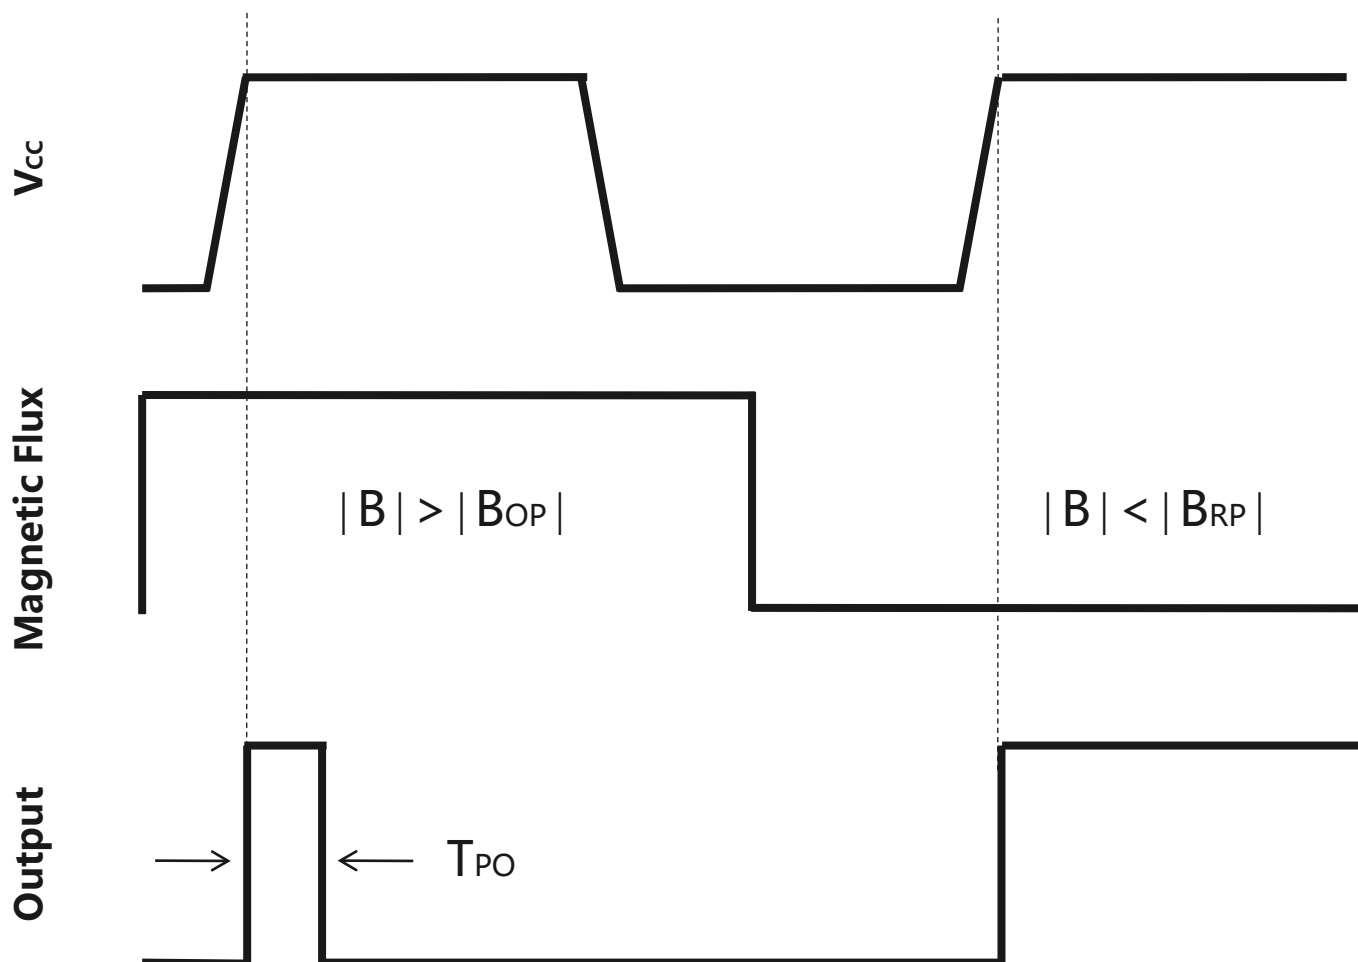 Vcc
Magnetic Flux
| B | > | BOP |
| B | < | BRP |
Output
TPO